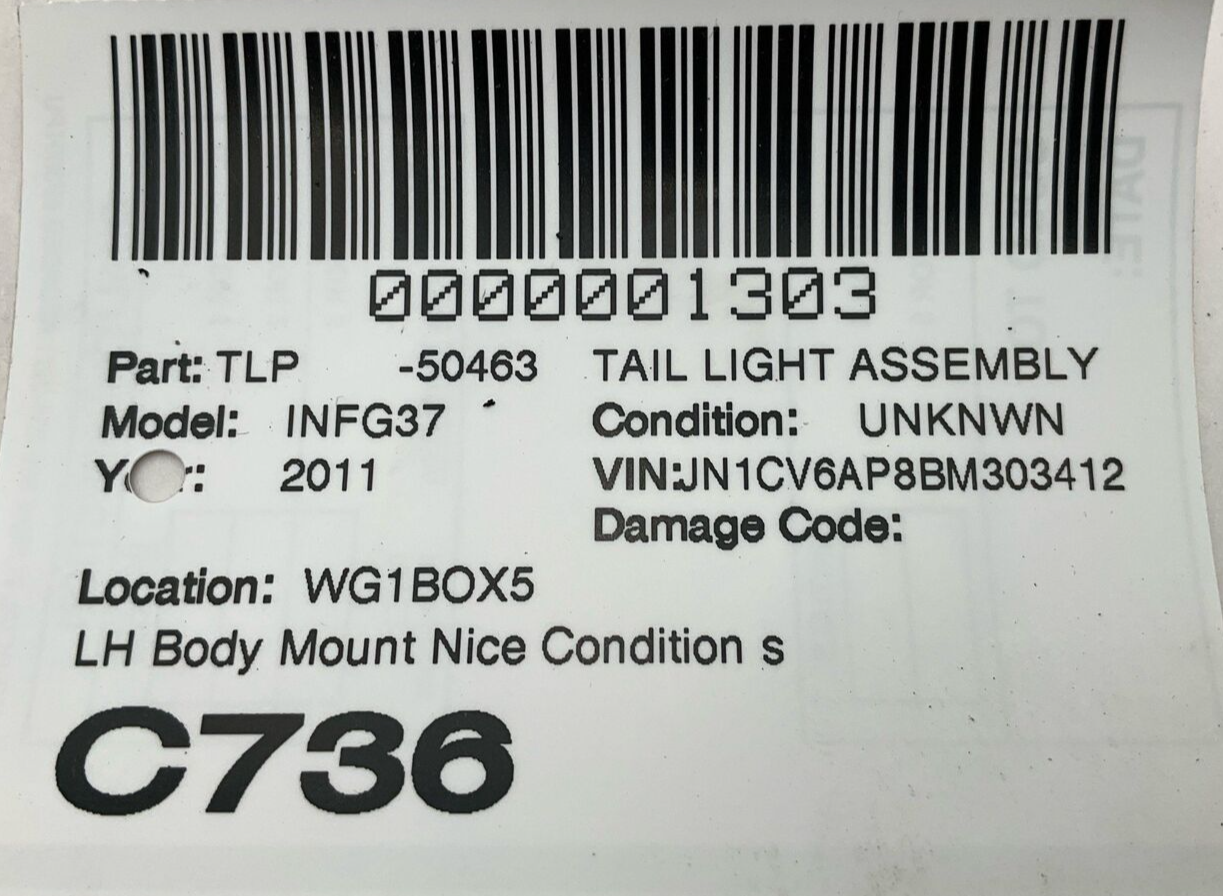 0000001303
Part: TLP -50463 TAIL LIGHT ASSEMBLY
Model: INFG37 Condition: UNKNWN
2011 VIN:JN1CV6AP8BM303412
Damage Code:
Location: WG1BOX5
LH Body Mount Nice Condition s
C736
DATE: